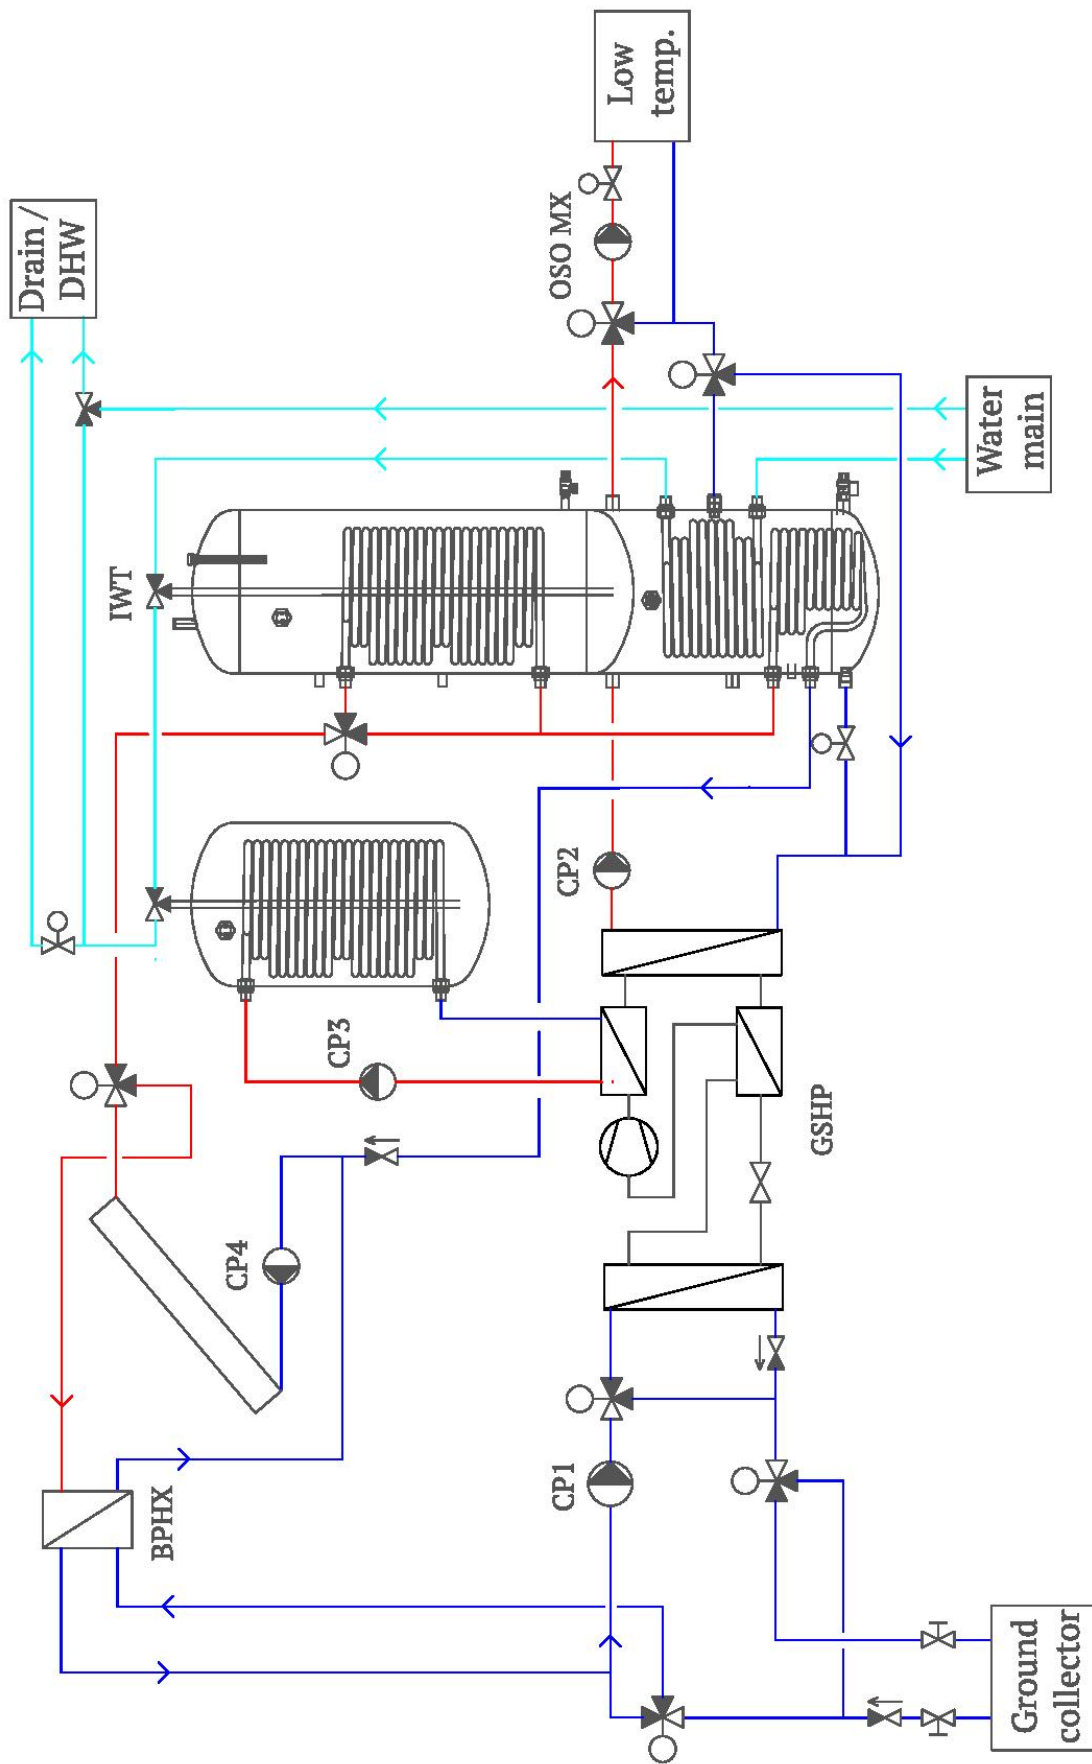 Drain /
DHW
Low
temp.
OSO MX
IWT
Water
main
CP2
CP3
GSHP
CP4
CP1
BPHX
Ground
collector